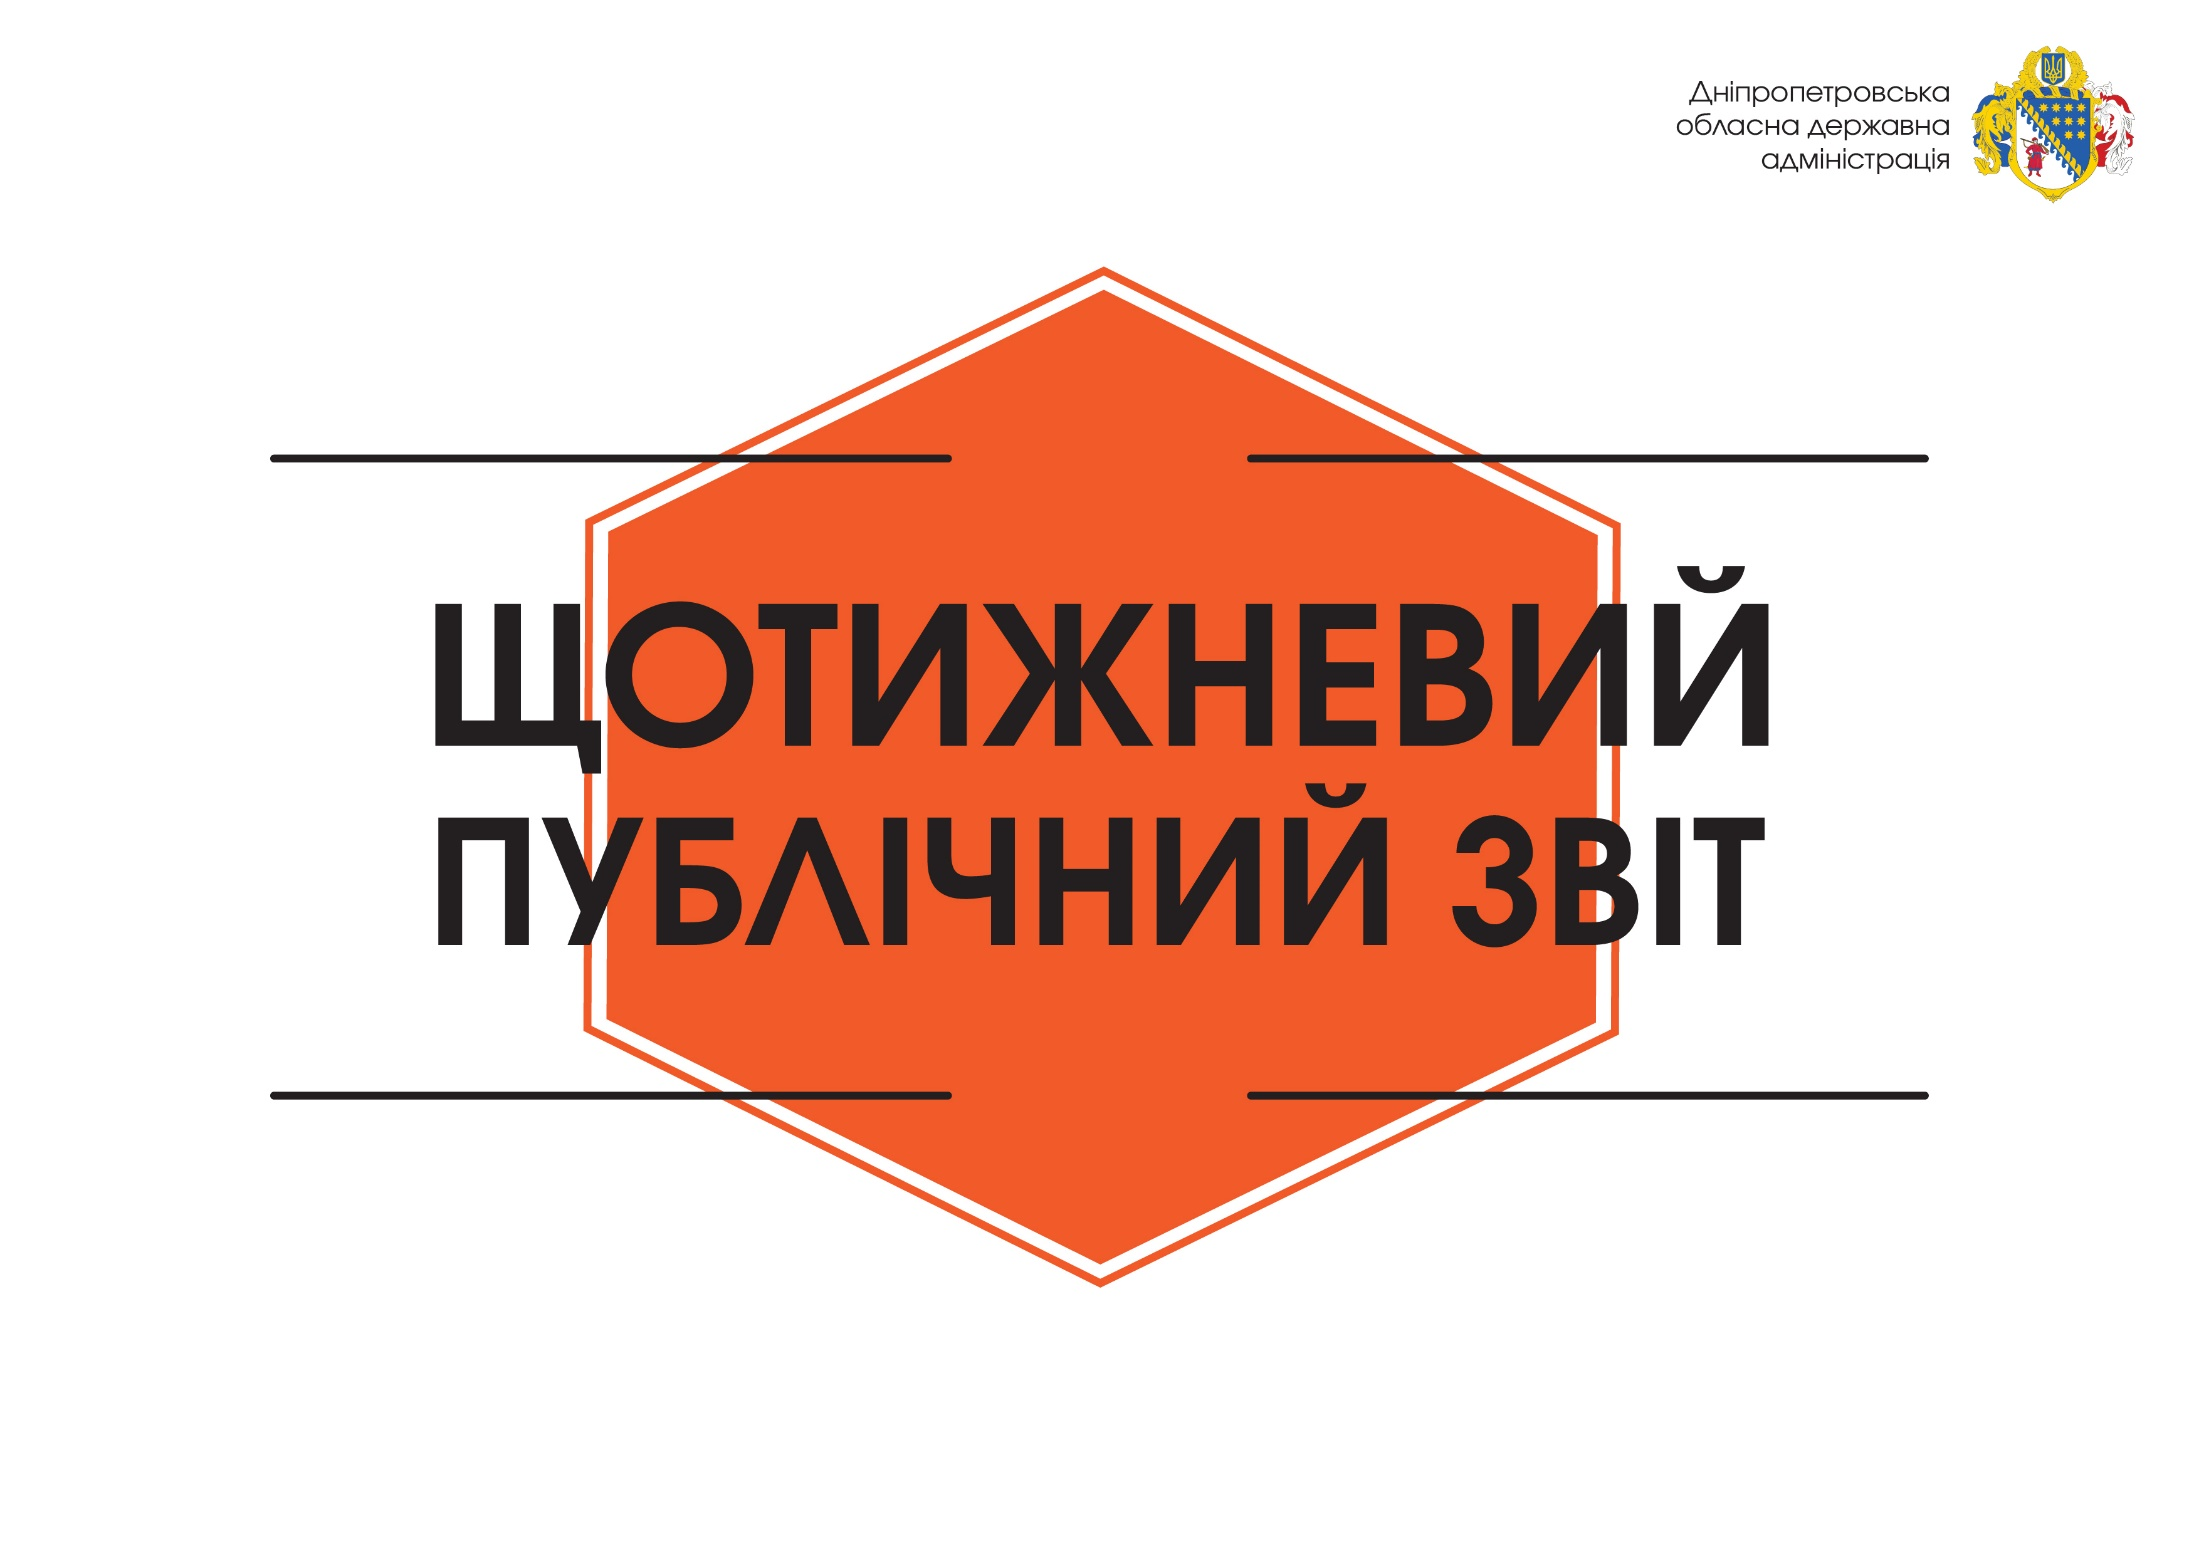 Дніпропетровська
обласна державна
адміністрація
ЩОТИЖНЕВИЙ
ПУБЛІЧНИЙ ЗВІТ